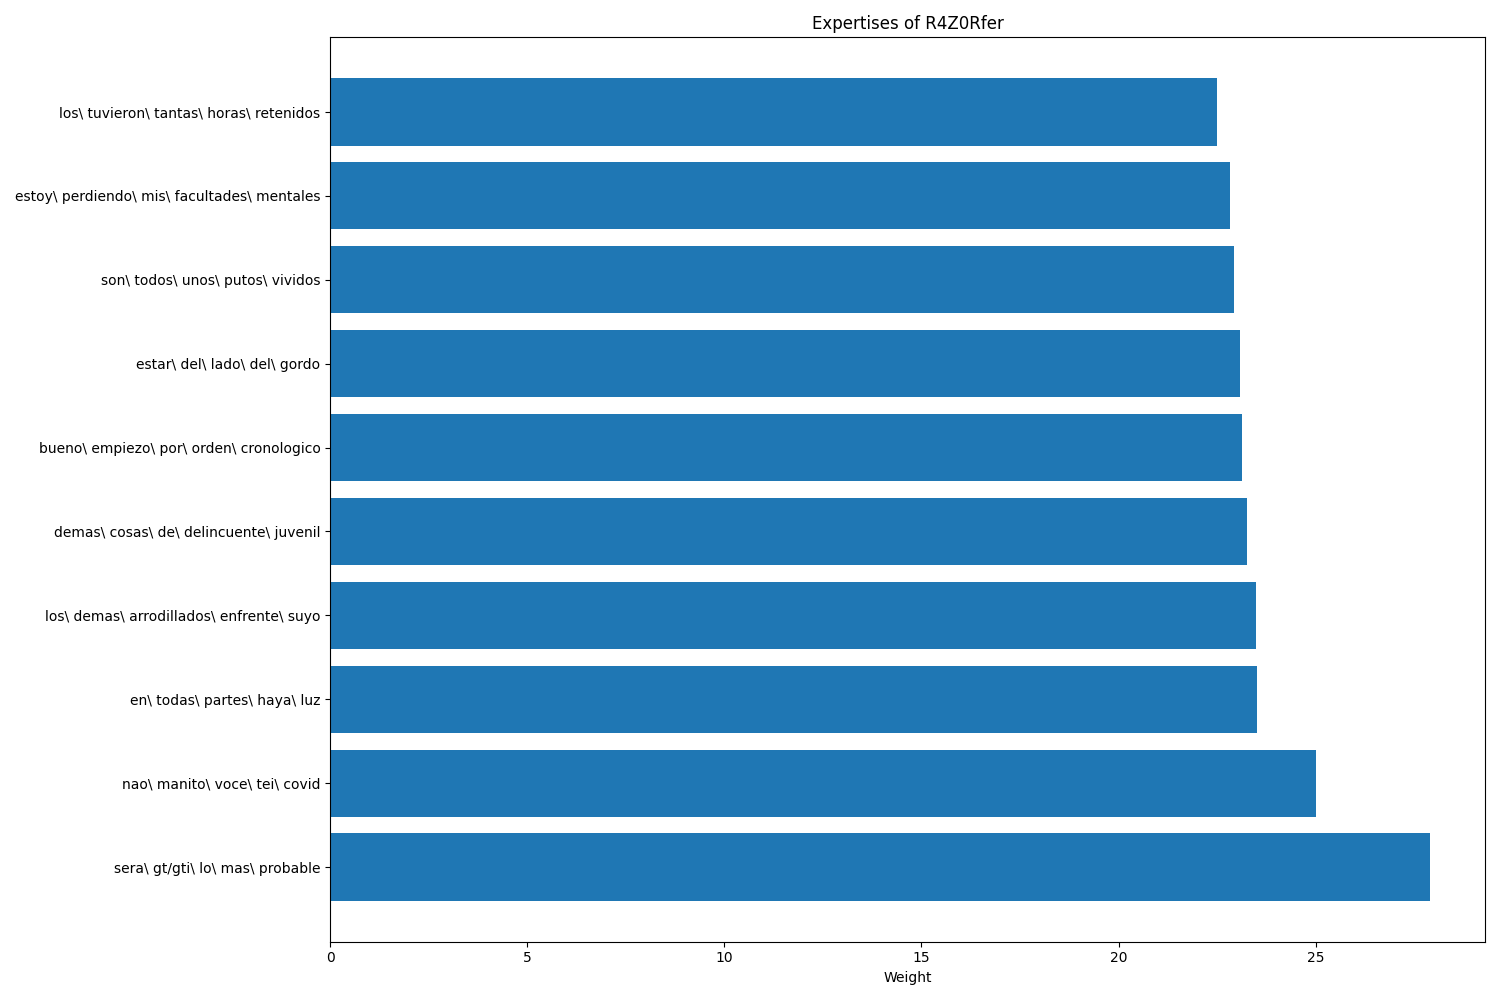 Expertises of R4Z0Rfer
los\ tuvieron\ tantas\ horas\ retenidos
estoy\ perdiendo\ mis\ facultades\ mentales
son\ todos\ unos\ putos\ vividos
estar\ del\ lado\ del\ gordo
bueno\ empiezo\ por\ orden\ cronologico
demas\ cosas\ de\ delincuente\ juvenil
los\ demas\ arrodillados\ enfrente\ suyo
en\ todas\ partes\ haya\ luz
nao\ manito\ voce\ tei\ covid
sera\ gt/gti\ lo\ mas\ probable
0 5 10 15 20 25
Weight